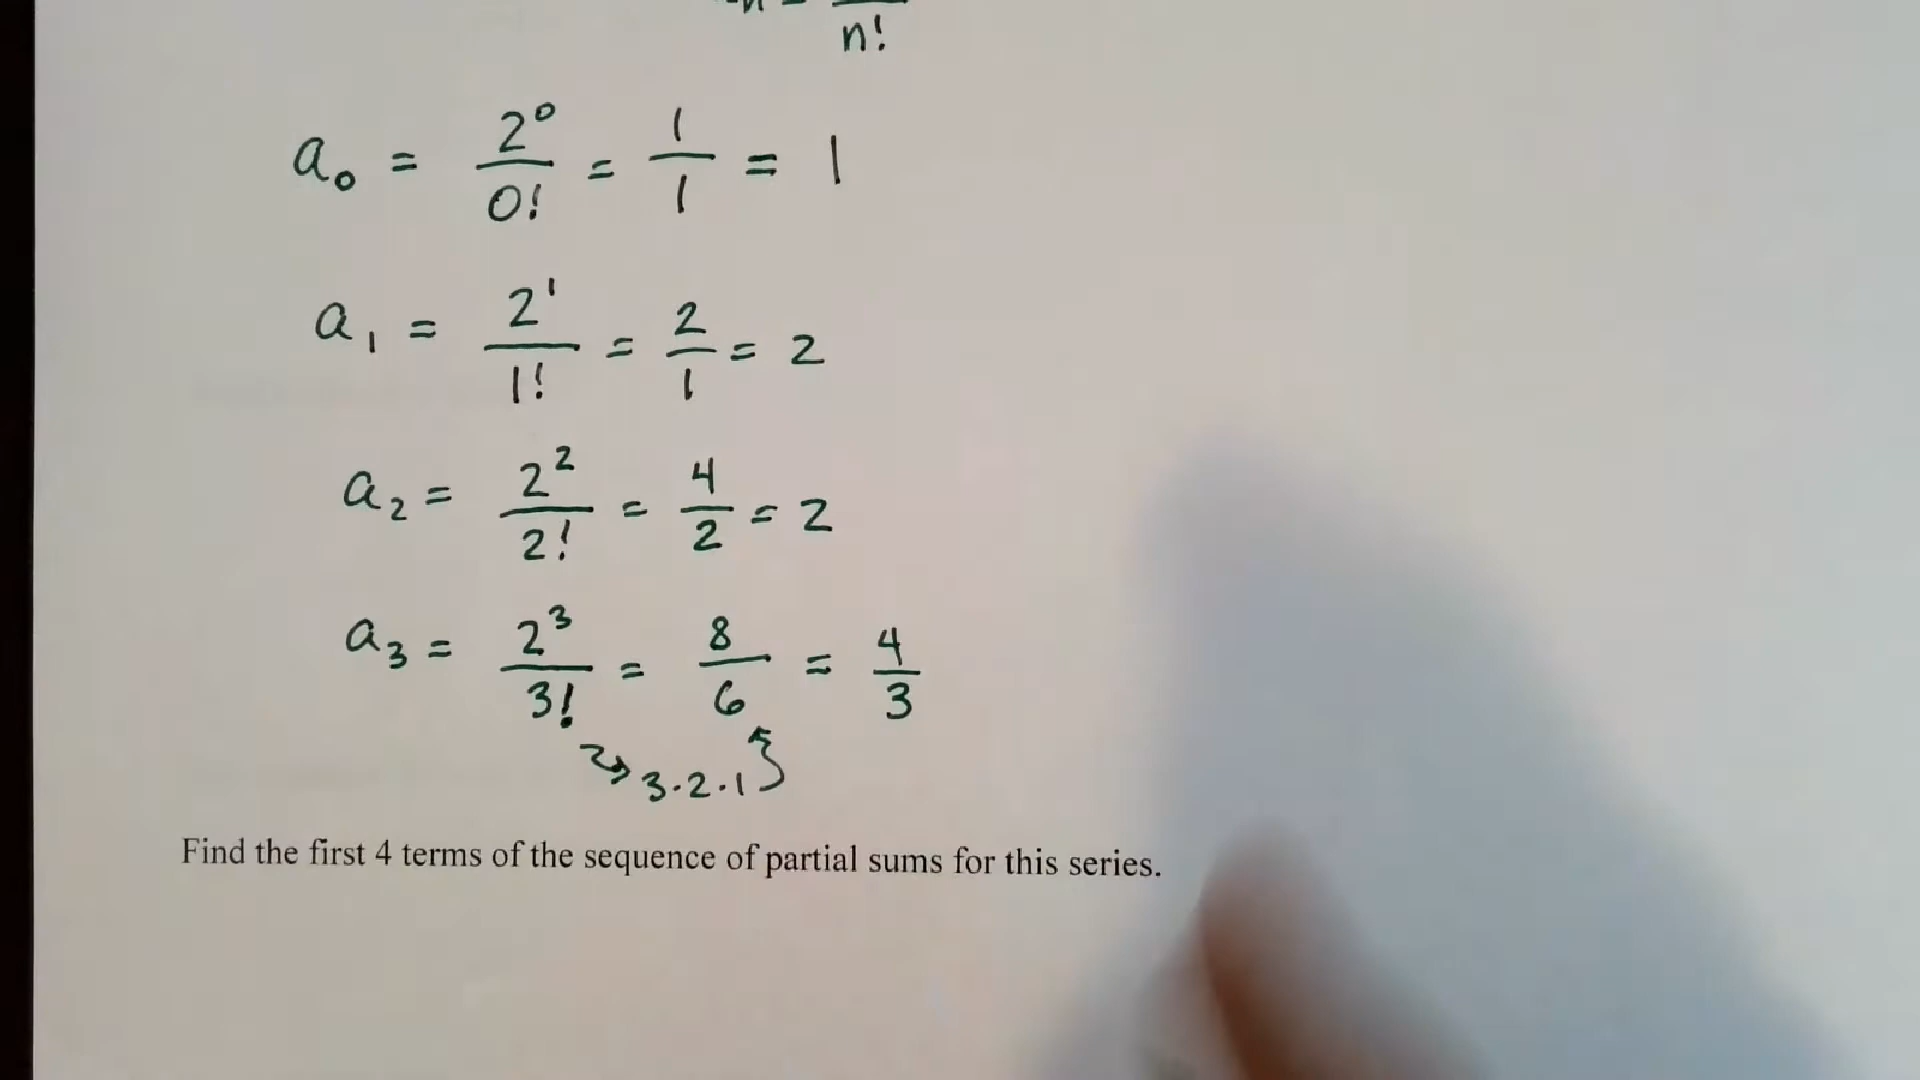 n!
a₀ = 2⁰/0! = 1/1 = 1
a₁ = 2¹/1! = 2/1 = 2
a₂ = 2²/2! = 4/2 = 2
a₃ = 2³/3! = 8/6 = 4/3
3·2·1
Find the first 4 terms of the sequence of partial sums for this series.